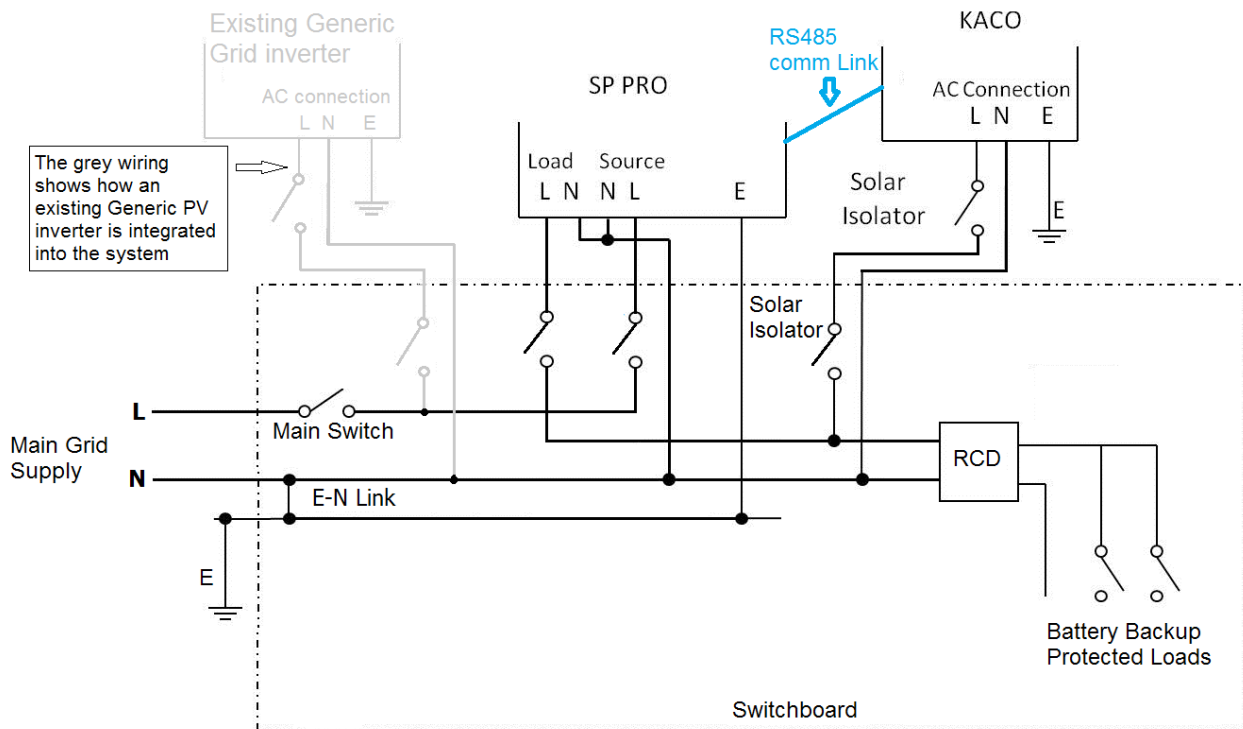 Existing Generic
Grid inverter
AC connection
L N E
The grey wiring
shows how an
existing Generic PV
inverter is integrated
into the system
SP PRO
Load Source
L N N L E
RS485
comm Link
KACO
AC Connection
L N E
Solar
Isolator
E
Solar
Isolator
L
Main Switch
Main Grid
Supply
N
E-N Link
E
RCD
Battery Backup
Protected Loads
Switchboard